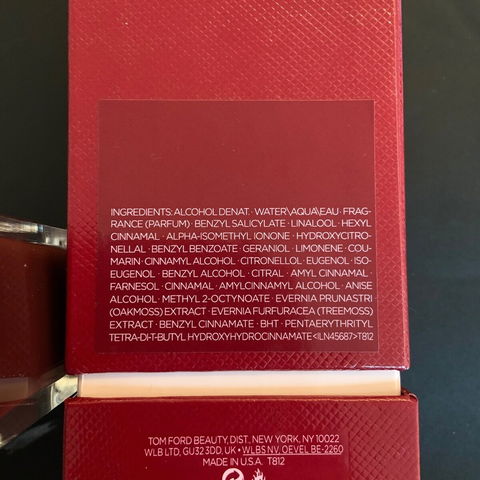 INGREDIENTS: ALCOHOL DENAT. · WATER\AQUA\EAU · FRAG-
RANCE (PARFUM) · BENZYL SALICYLATE · LINALOOL · HEXYL
CINNAMAL · ALPHA-ISOMETHYL IONONE · HYDROXYCITRO-
NELLAL · BENZYL BENZOATE · GERANIOL · LIMONENE · COU-
MARIN · CINNAMYL ALCOHOL · CITRONELLOL · EUGENOL · ISO-
EUGENOL · BENZYL ALCOHOL · CITRAL · AMYL CINNAMAL ·
FARNESOL · CINNAMAL · AMYLCINNAMYL ALCOHOL · ANISE
ALCOHOL · METHYL 2-OCTYNOATE · EVERNIA PRUNASTRI
(OAKMOSS) EXTRACT · EVERNIA FURFURACEA (TREEMOSS)
EXTRACT · BENZYL CINNAMATE · BHT · PENTAERYTHRITYL
TETRA-DI-T-BUTYL HYDROXYHYDROCINNAMATE <ILN45687> T812
TOM FORD BEAUTY, DIST. NEW YORK, NY 10022
WLB LTD, GU32 3DD, UK • WLBS NV, OEVEL BE-2260
MADE IN U.S.A. T812